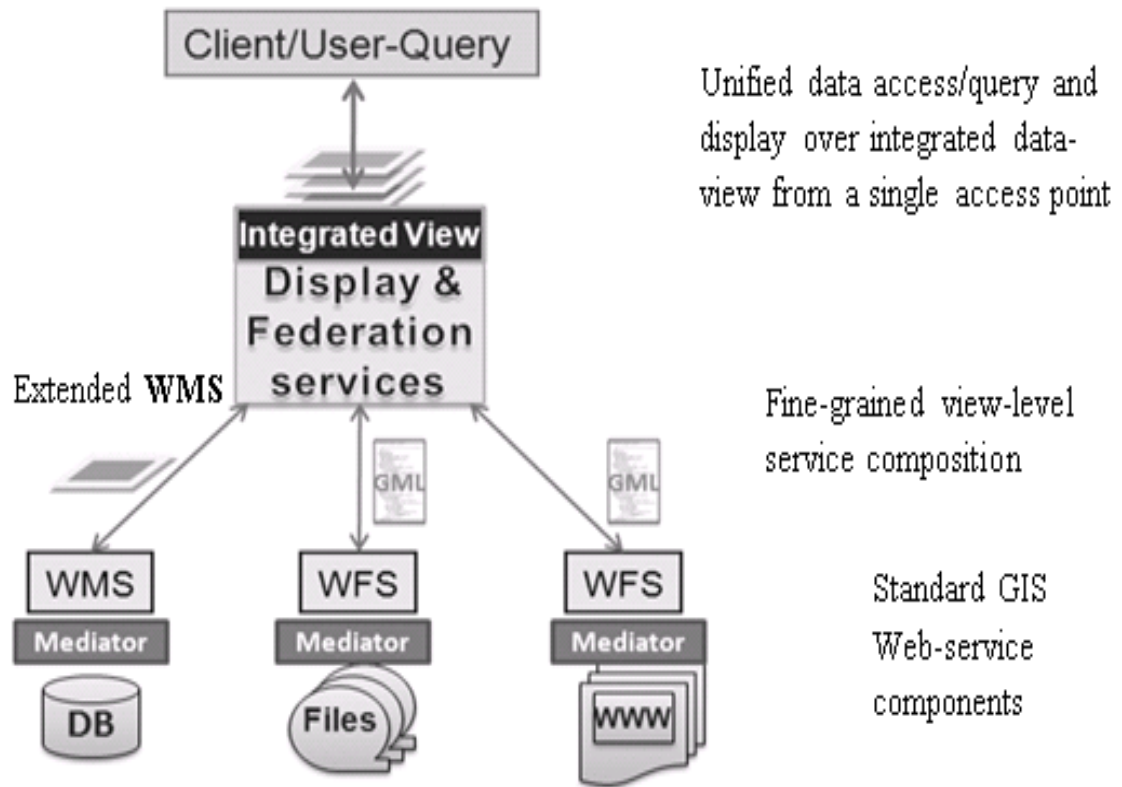 Client/User-Query
Unified data access/query and
display over integrated data-
view from a single access point
Integrated View
Display &
Federation
services
Extended WMS
Fine-grained view-level
service composition
GML
GML
WMS
WFS
WFS
Standard GIS
Web-service
components
Mediator
Mediator
Mediator
DB
Files
WWW